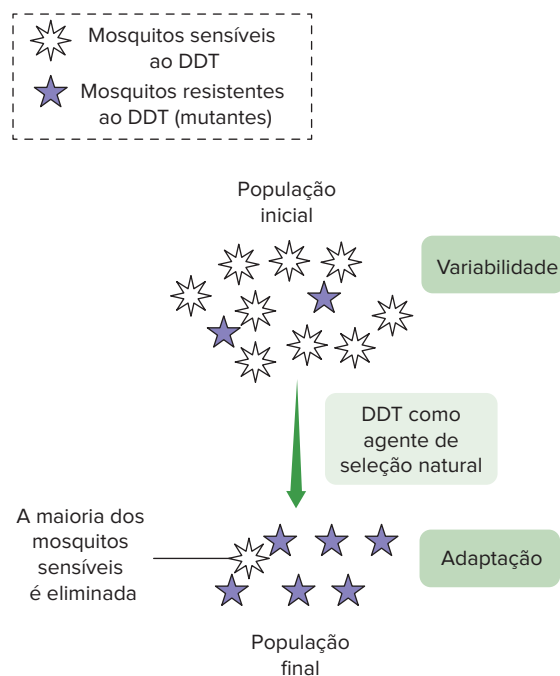 Mosquitos sensíveis
ao DDT
Mosquitos resistentes
ao DDT (mutantes)
População
inicial
Variabilidade
DDT como
agente de
seleção natural
A maioria dos
mosquitos
sensíveis
é eliminada
Adaptação
População
final